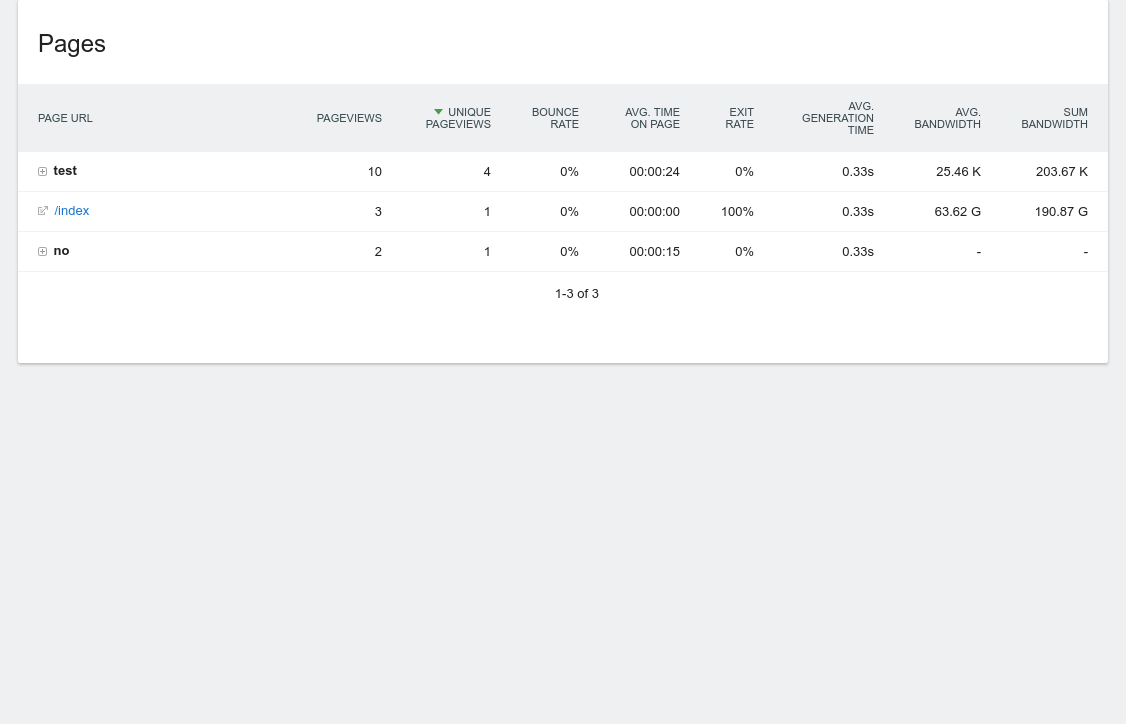 Pages
PAGE URL PAGEVIEWS UNIQUE PAGEVIEWS BOUNCE RATE AVG. TIME ON PAGE EXIT RATE AVG. GENERATION TIME AVG. BANDWIDTH SUM BANDWIDTH
test 10 4 0% 00:00:24 0% 0.33s 25.46 K 203.67 K
/index 3 1 0% 00:00:00 100% 0.33s 63.62 G 190.87 G
no 2 1 0% 00:00:15 0% 0.33s - -
1-3 of 3